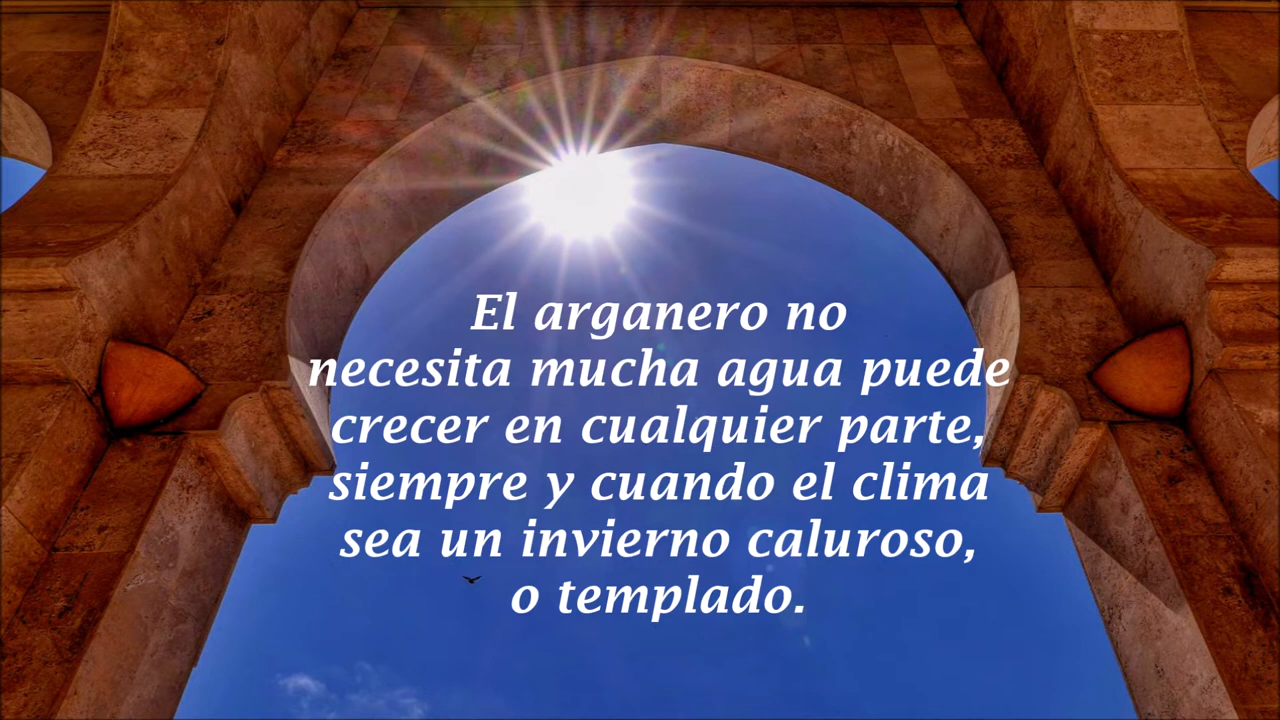 El arganero no
necesita mucha agua puede
crecer en cualquier parte,
siempre y cuando el clima
sea un invierno caluroso,
o templado.